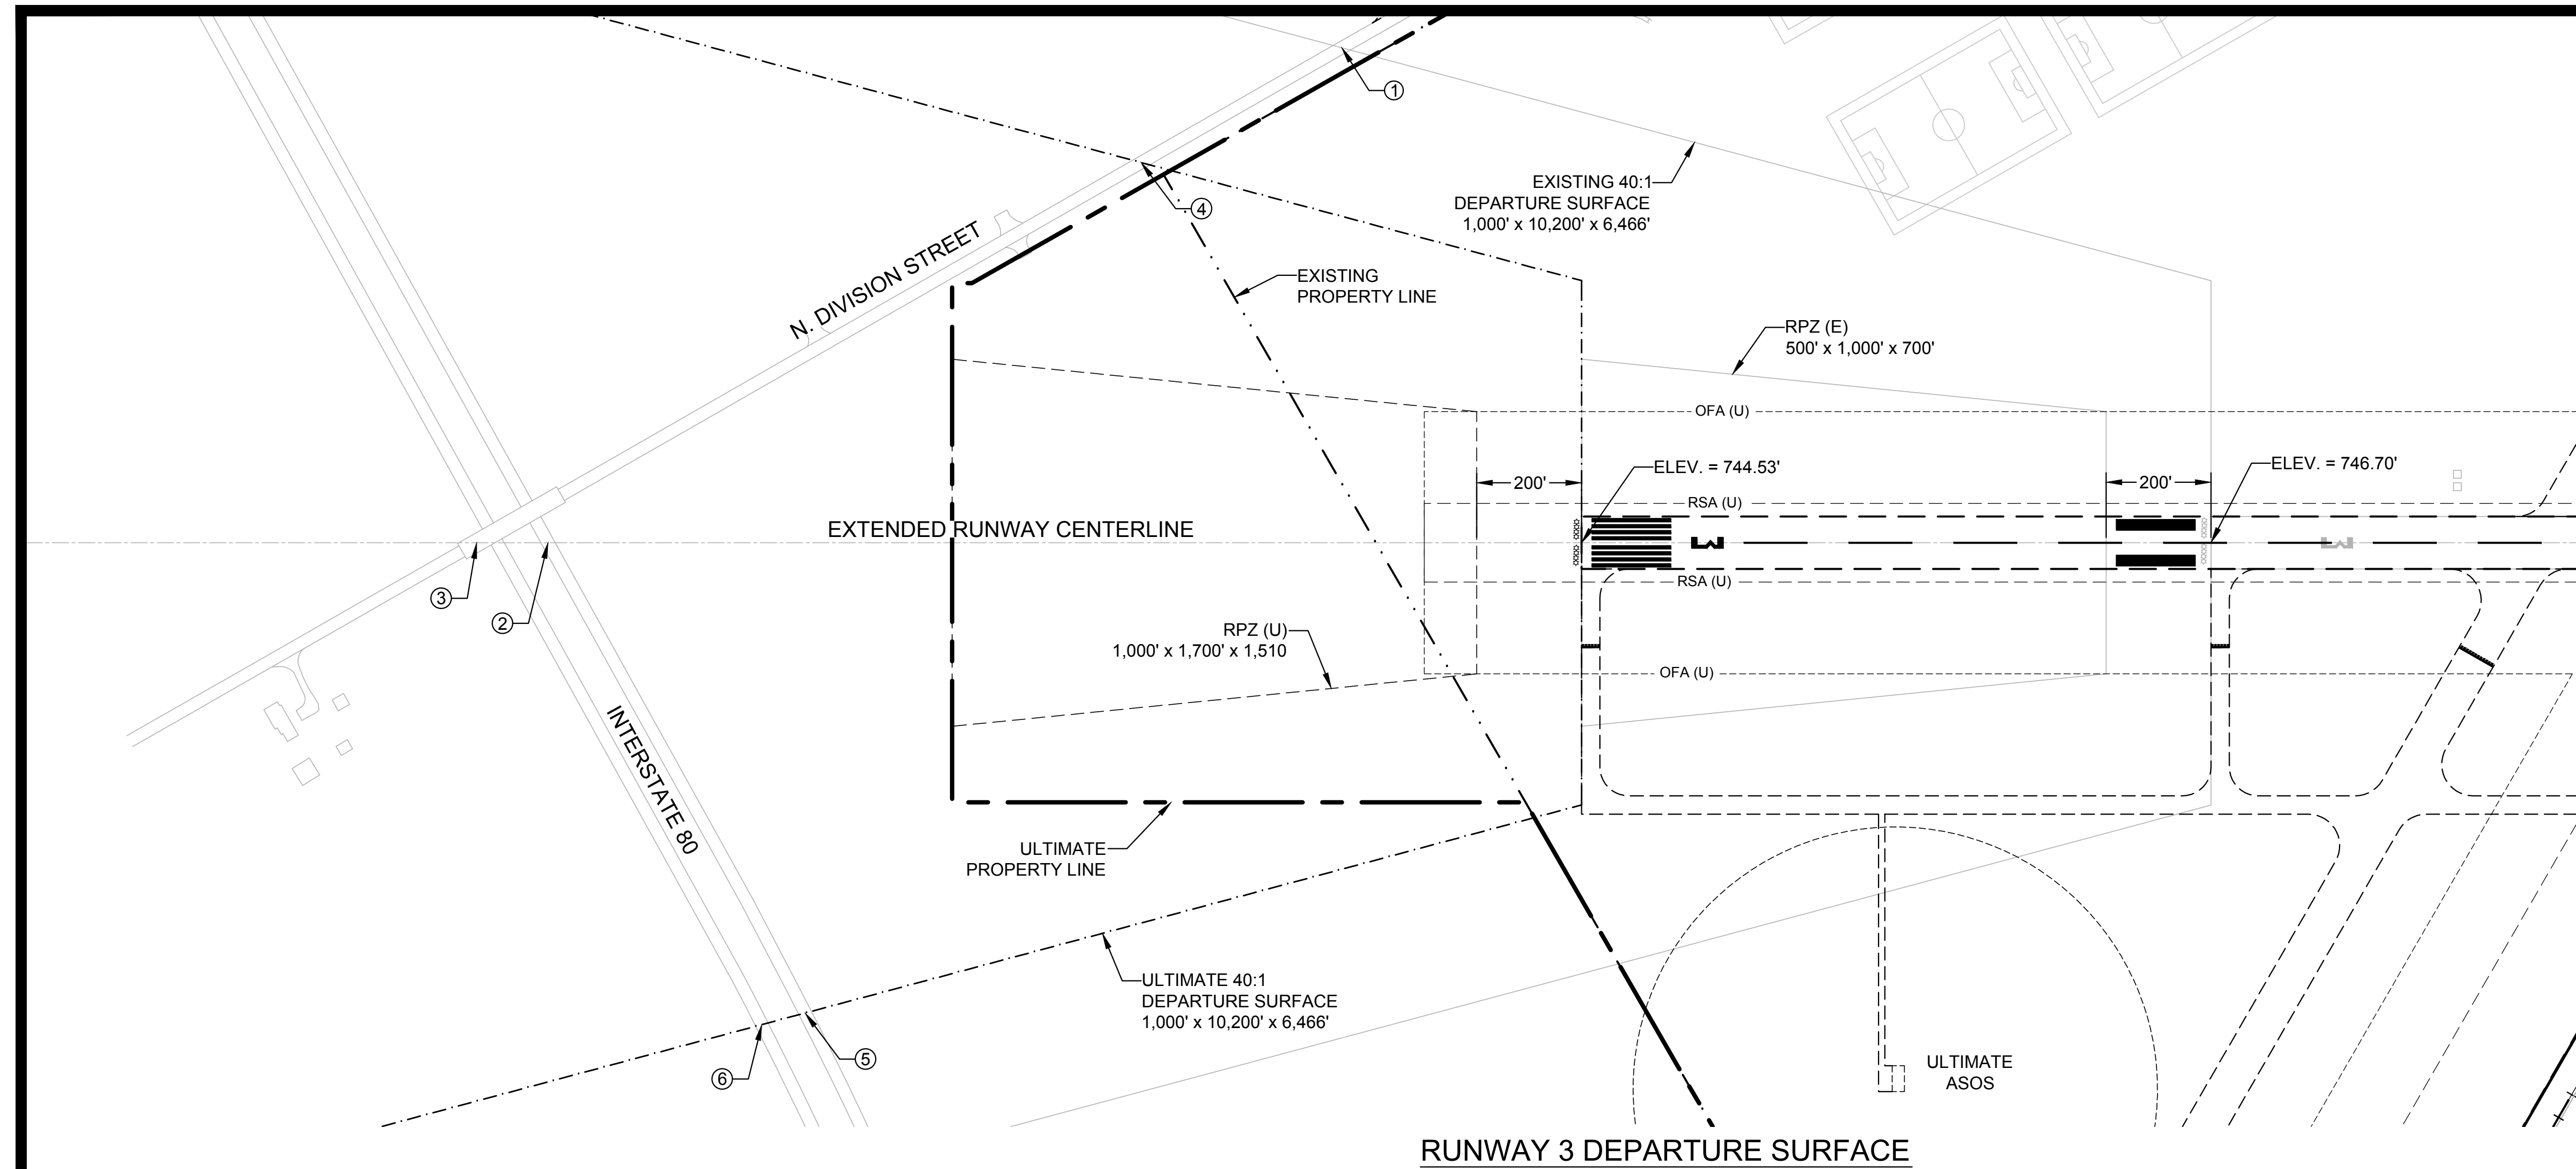 1
EXISTING 40:1
DEPARTURE SURFACE
1,000' x 10,200' x 6,466'
4
N. DIVISION STREET
EXISTING
PROPERTY LINE
RPZ (E)
500' x 1,000' x 700'
OFA (U)
ELEV. = 744.53'
ELEV. = 746.70'
200'
200'
RSA (U)
EXTENDED RUNWAY CENTERLINE
3
3
3
2
RSA (U)
RPZ (U)
1,000' x 1,700' x 1,510
OFA (U)
INTERSTATE 80
ULTIMATE
PROPERTY LINE
ULTIMATE 40:1
DEPARTURE SURFACE
1,000' x 10,200' x 6,466'
5
6
ULTIMATE
ASOS
RUNWAY 3 DEPARTURE SURFACE